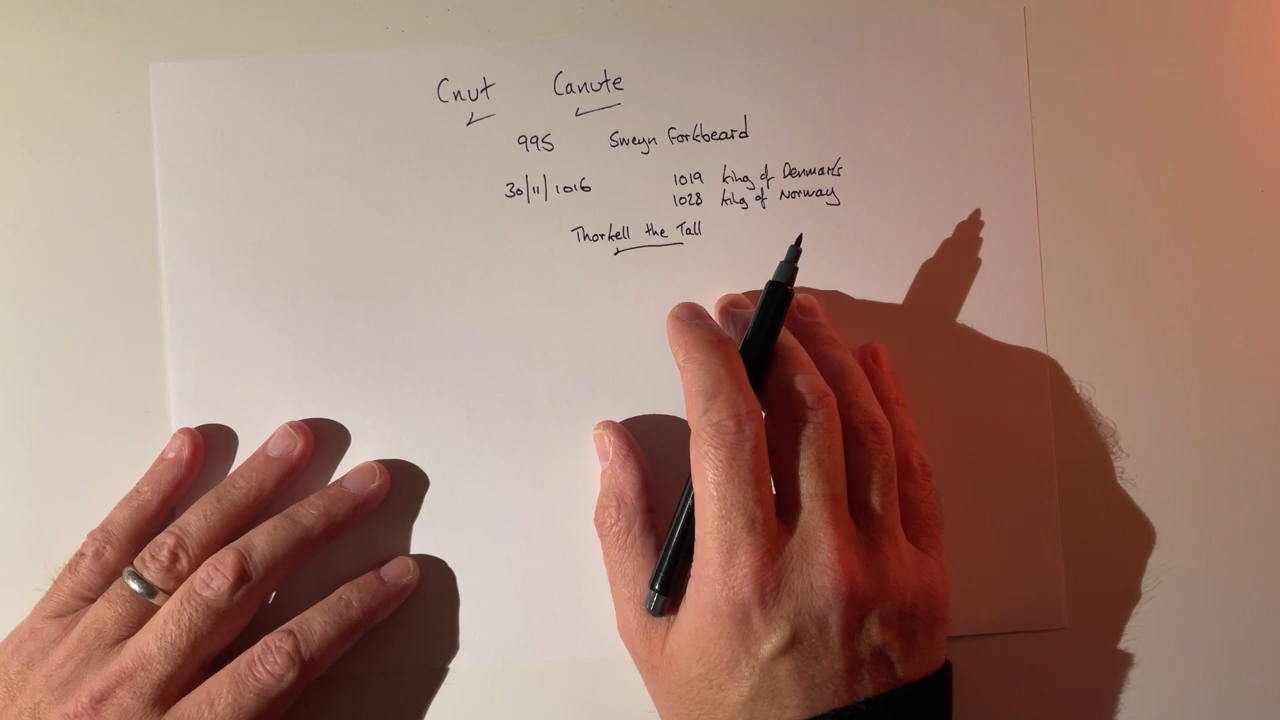 Cnut Canute
995 Sweyn Forkbeard
30/11/1016 1019 king of Denmark
1028 king of Norway
Thorkell the Tall